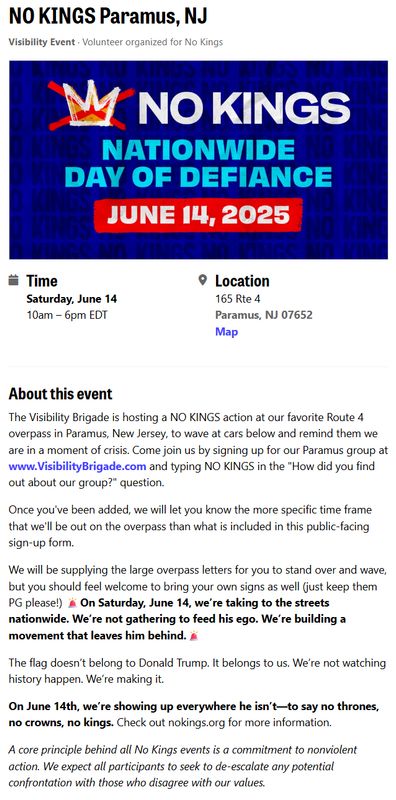 NO KINGS Paramus, NJ
Visibility Event · Volunteer organized for No Kings
NO KINGS
NATIONWIDE
DAY OF DEFIANCE
JUNE 14, 2025
Time
Saturday, June 14
10am – 6pm EDT
Location
165 Rte 4
Paramus, NJ 07652
Map
About this event
The Visibility Brigade is hosting a NO KINGS action at our favorite Route 4
overpass in Paramus, New Jersey, to wave at cars below and remind them we
are in a moment of crisis. Come join us by signing up for our Paramus group at
www.VisibilityBrigade.com and typing NO KINGS in the "How did you find
out about our group?" question.
Once you've been added, we will let you know the more specific time frame
that we'll be out on the overpass than what is included in this public-facing
sign-up form.
We will be supplying the large overpass letters for you to stand over and wave,
but you should feel welcome to bring your own signs as well (just keep them
PG please!) 🚨 On Saturday, June 14, we're taking to the streets
nationwide. We're not gathering to feed his ego. We're building a
movement that leaves him behind. 🚨
The flag doesn't belong to Donald Trump. It belongs to us. We're not watching
history happen. We're making it.
On June 14th, we're showing up everywhere he isn't—to say no thrones,
no crowns, no kings. Check out nokings.org for more information.
A core principle behind all No Kings events is a commitment to nonviolent
action. We expect all participants to seek to de-escalate any potential
confrontation with those who disagree with our values.